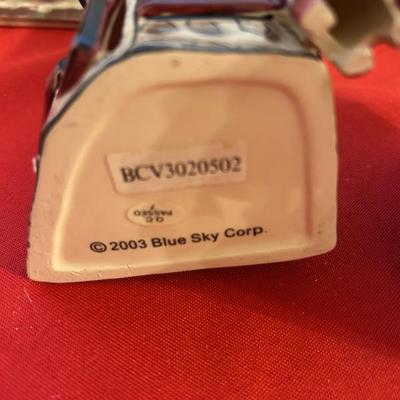 BCV3020502
Q.C
PASSED
© 2003 Blue Sky Corp.